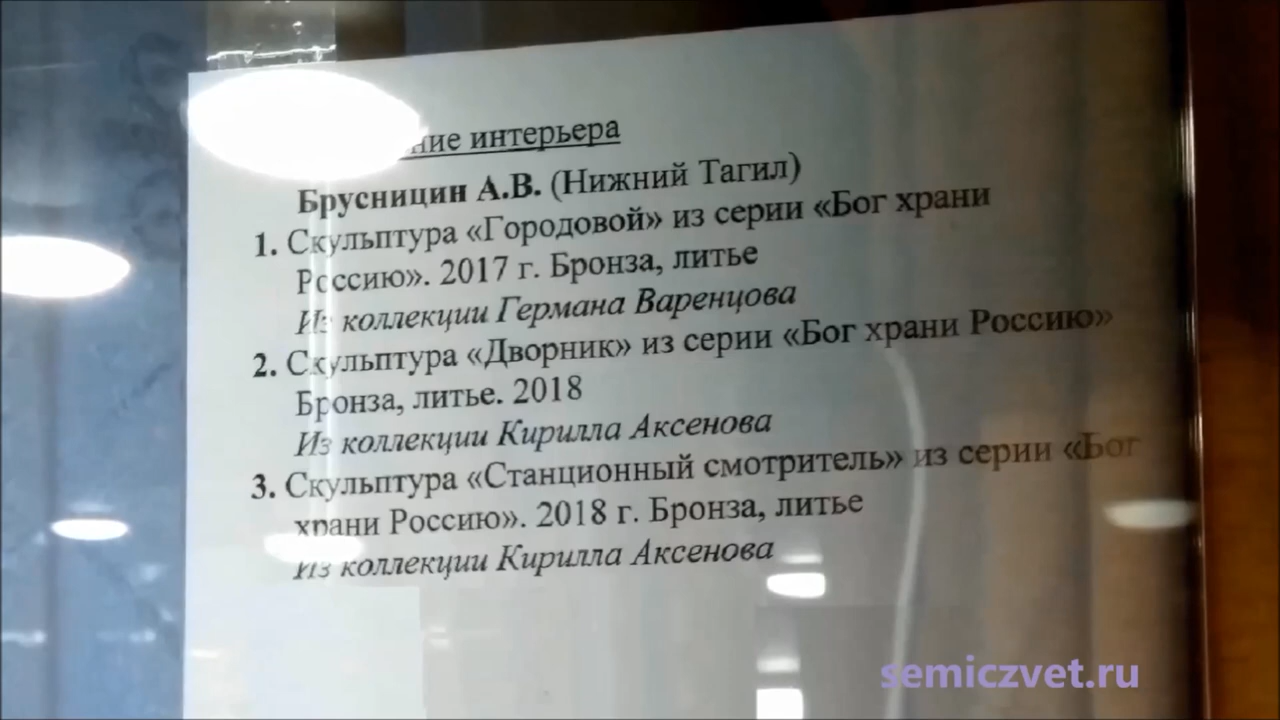 интерьера
Брусницин А.В. (Нижний Тагил)
1. Скульптура «Городовой» из серии «Бог храни
Россию». 2017 г. Бронза, литье
Из коллекции Германа Варенцова
2. Скульптура «Дворник» из серии «Бог храни Россию»
Бронза, литье. 2018
Из коллекции Кирилла Аксенова
3. Скульптура «Станционный смотритель» из серии «Бог
храни Россию». 2018 г. Бронза, литье
Из коллекции Кирилла Аксенова
semiczvet.ru